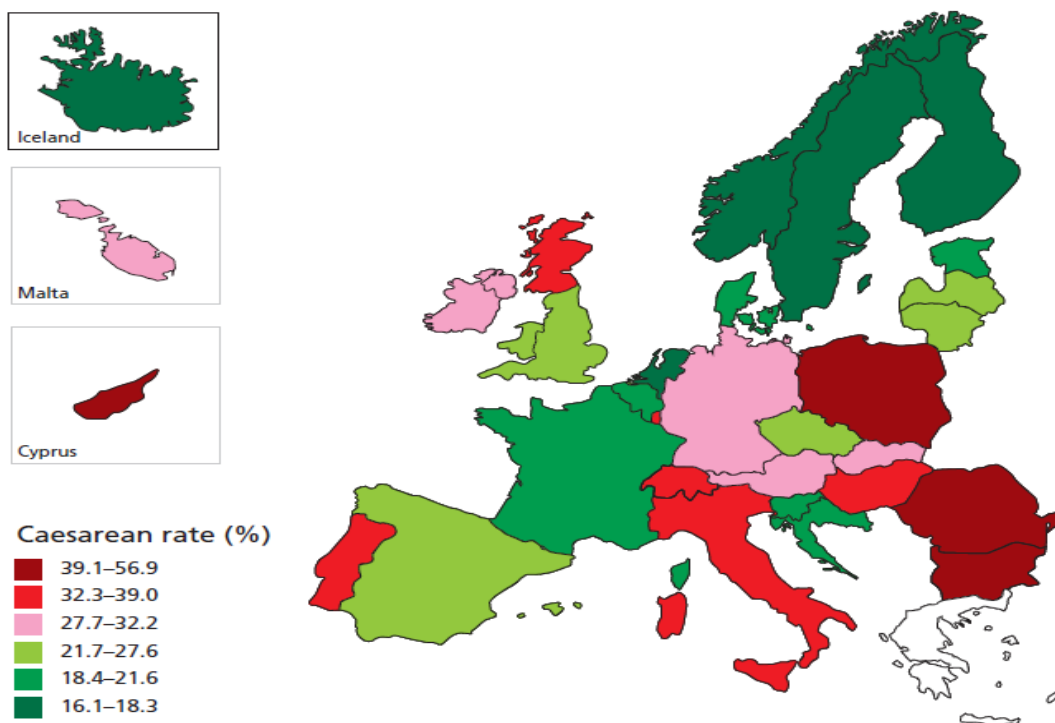 Iceland
Malta
Cyprus
Caesarean rate (%)
39.1–56.9
32.3–39.0
27.7–32.2
21.7–27.6
18.4–21.6
16.1–18.3